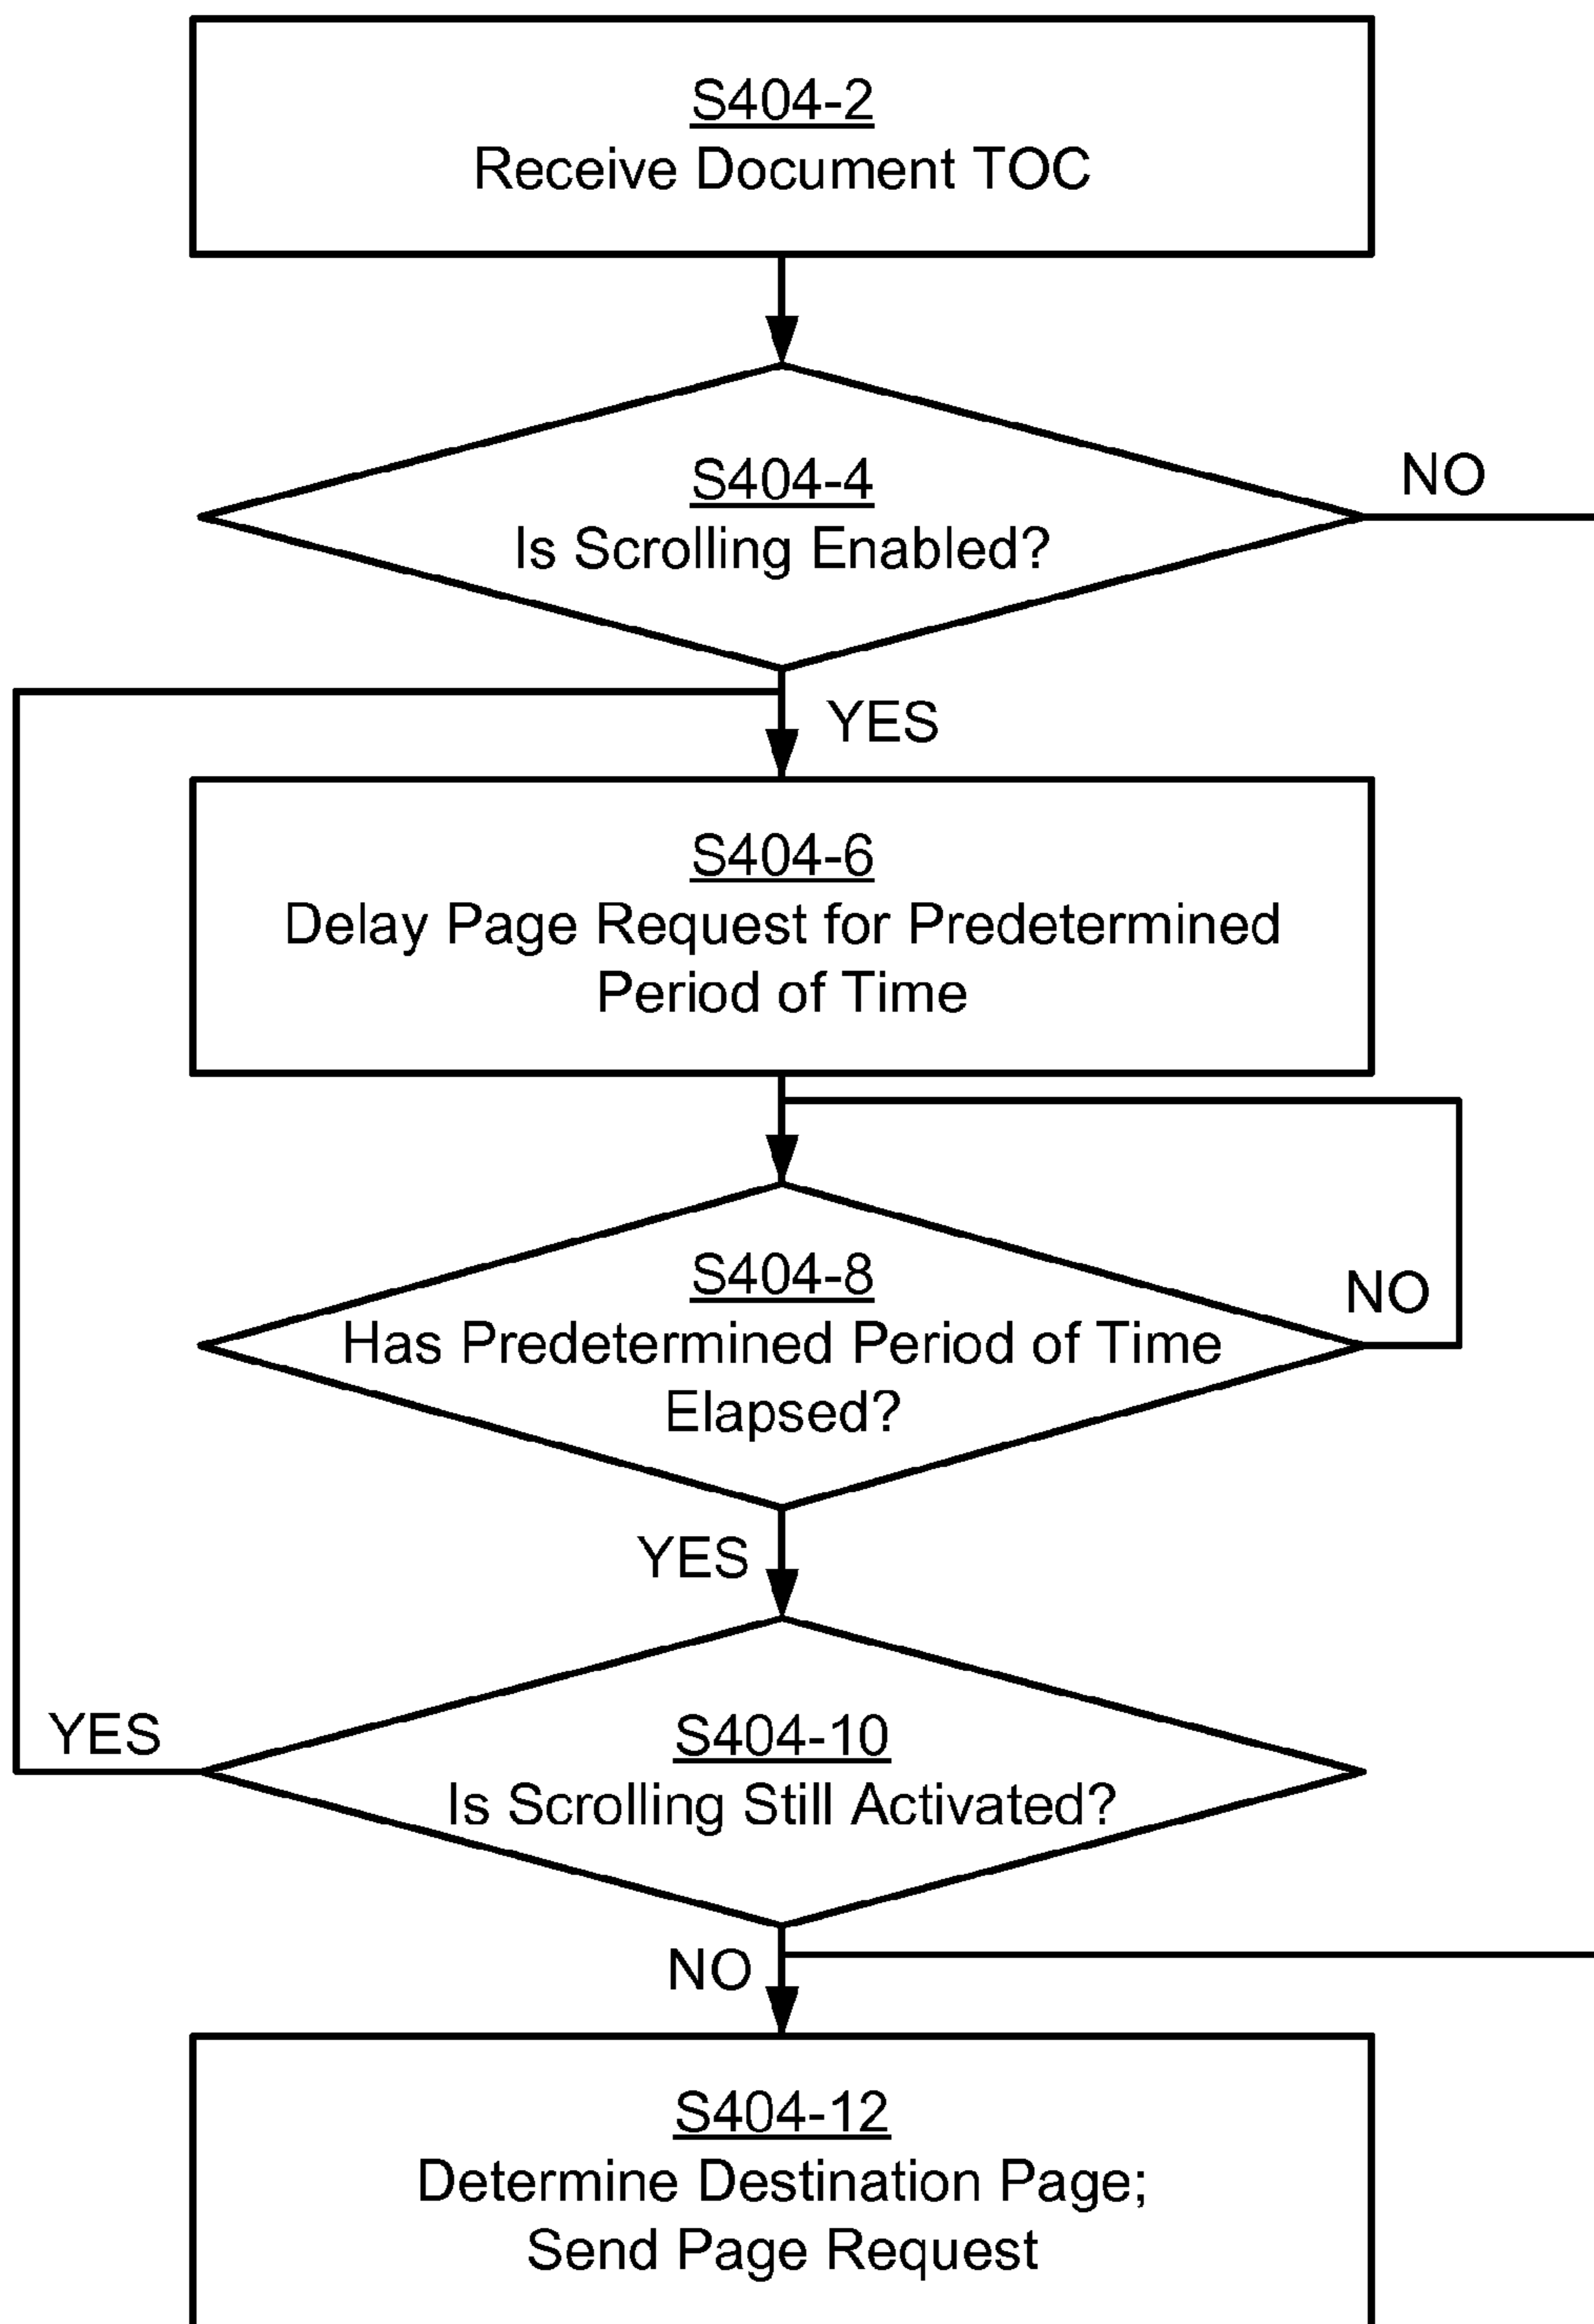 S404-2
Receive Document TOC
S404-4
Is Scrolling Enabled?
NO
YES
S404-6
Delay Page Request for Predetermined
Period of Time
S404-8
Has Predetermined Period of Time
Elapsed?
NO
YES
S404-10
Is Scrolling Still Activated?
YES
NO
S404-12
Determine Destination Page;
Send Page Request